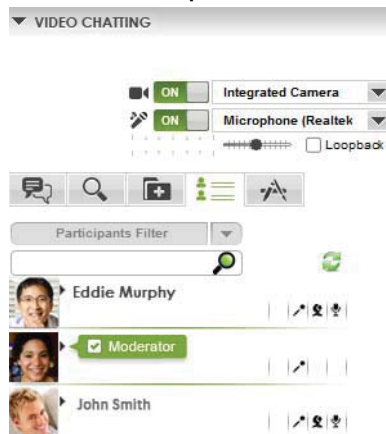 VIDEO CHATTING
ON Integrated Camera
ON Microphone (Realtek
Loopback
Participants Filter
Eddie Murphy
Moderator
John Smith